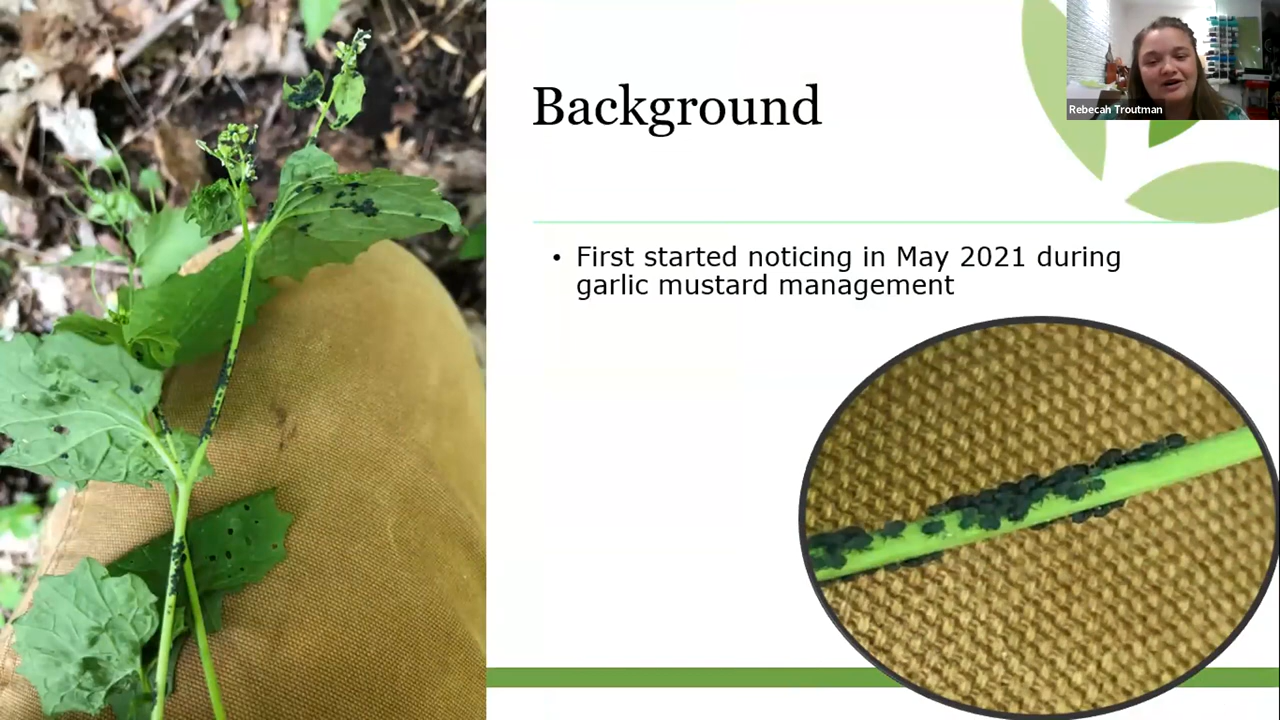 Background
Rebecah Troutman
• First started noticing in May 2021 during
garlic mustard management